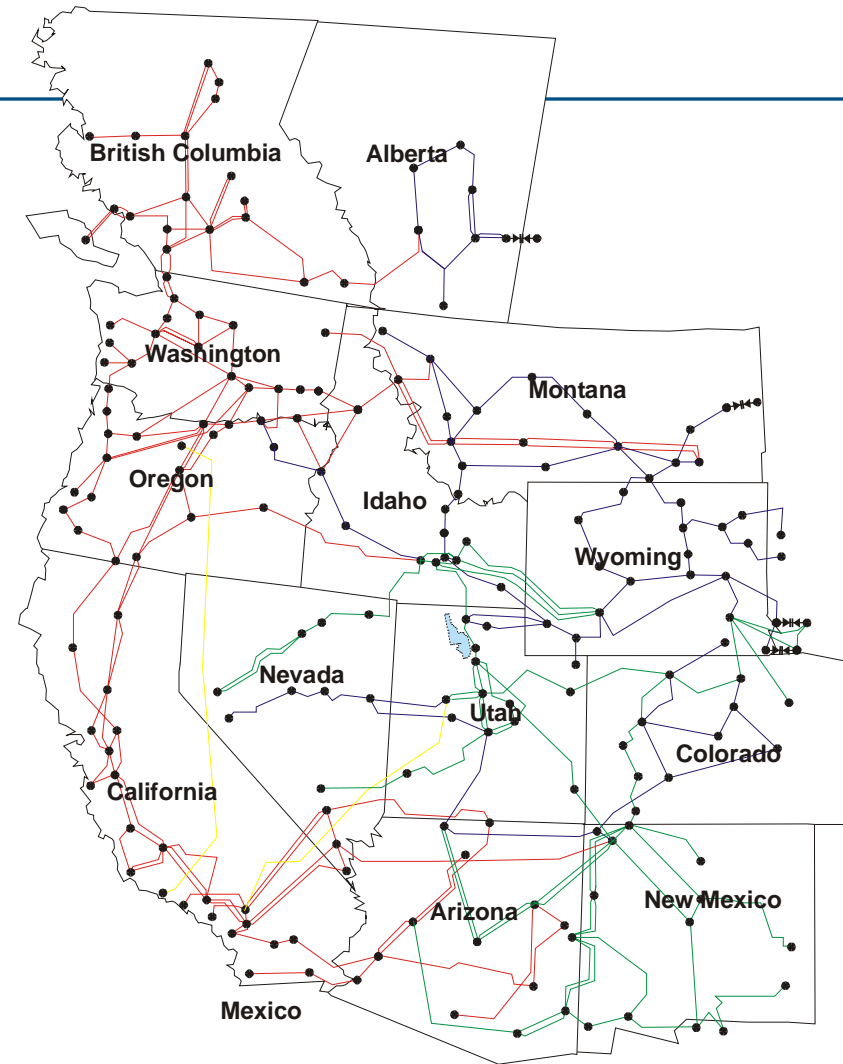 British Columbia
Alberta
Washington
Montana
Oregon
Idaho
Wyoming
Nevada
Utah
Colorado
California
New Mexico
Arizona
Mexico